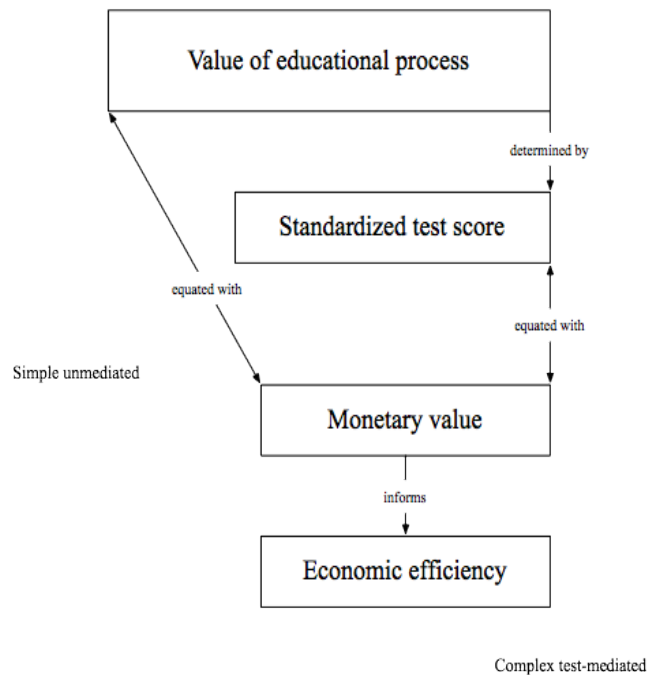 Value of educational process
determined by
Standardized test score
equated with
equated with
Simple unmediated
Monetary value
informs
Economic efficiency
Complex test-mediated